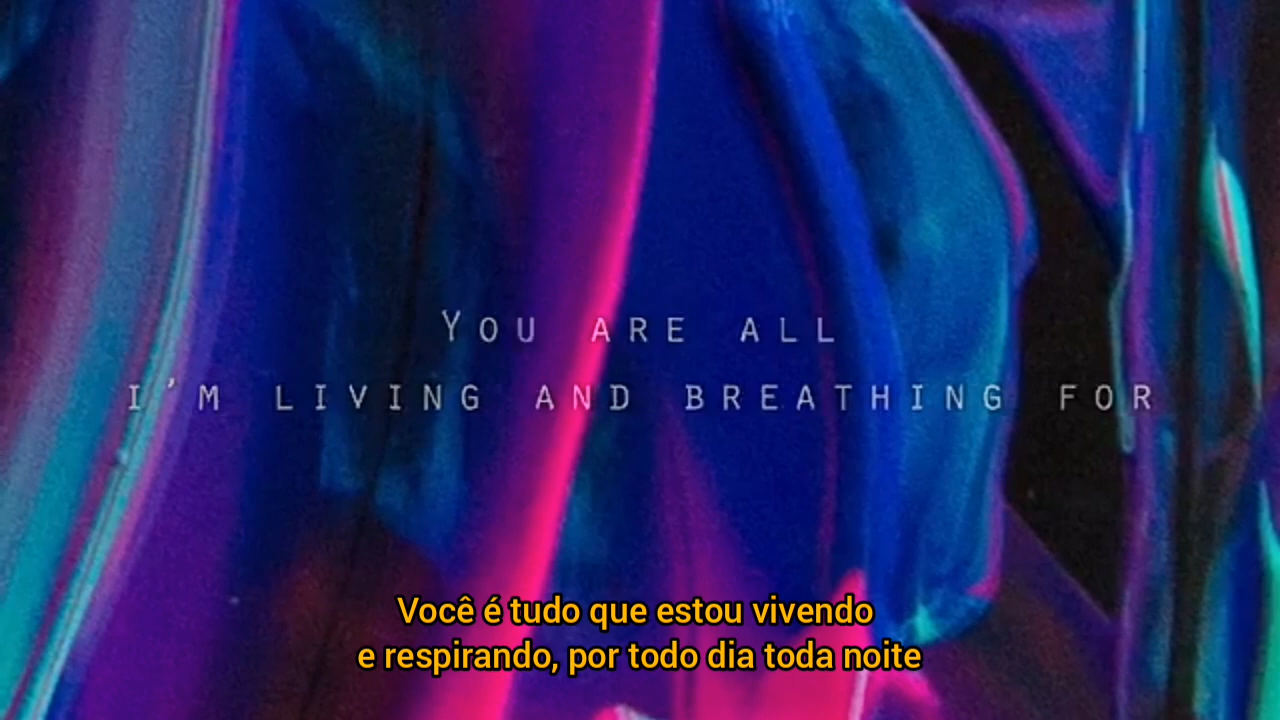 You are all
I'm living and breathing for
Você é tudo que estou vivendo
e respirando, por todo dia toda noite